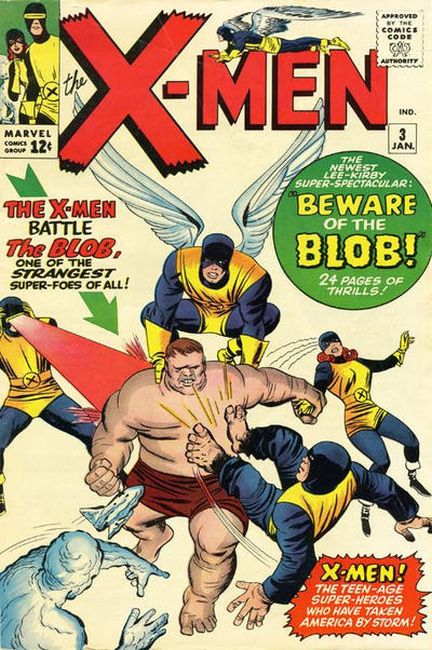 APPROVED
BY THE
COMICS
CODE
AUTHORITY
the
X-MEN
MARVEL
COMICS
GROUP
12¢
IND.
3
JAN.
THE X-MEN
BATTLE
The BLOB,
ONE OF THE
STRANGEST
SUPER-FOES OF ALL!
THE
NEWEST
LEE-KIRBY
SUPER-SPECTACULAR:
"BEWARE
OF THE
BLOB!"
24 PAGES OF
THRILLS!
X-MEN!
THE TEEN-AGE
SUPER-HEROES
WHO HAVE TAKEN
AMERICA BY STORM!